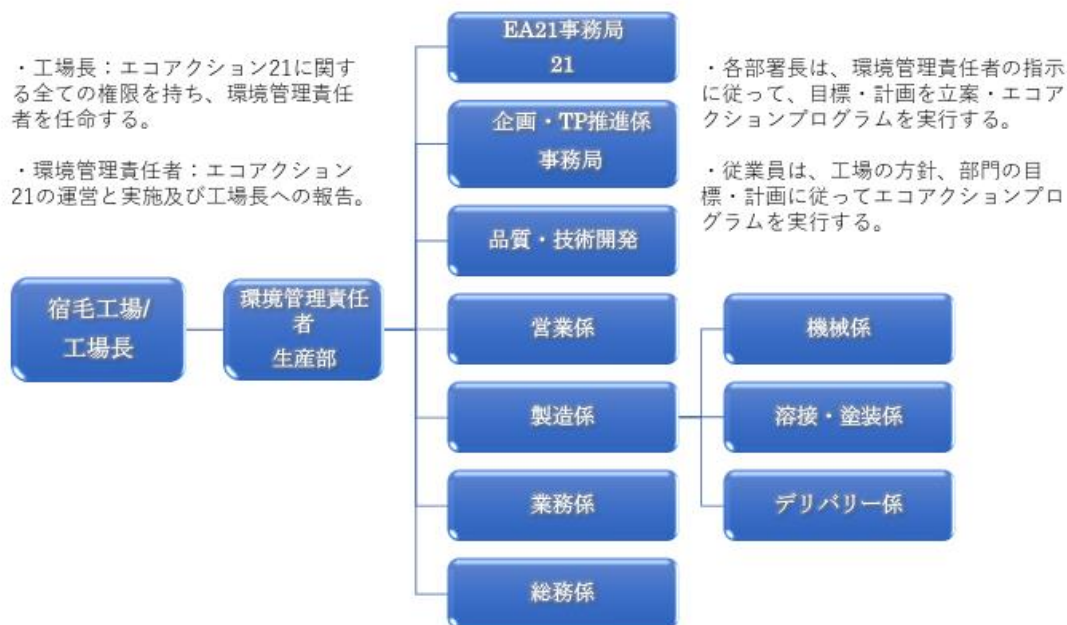 ・工場長：エコアクション21に関す
る全ての権限を持ち、環境管理責任
者を任命する。
・環境管理責任者：エコアクション
21の運営と実施及び工場長への報告。
・各部署長は、環境管理責任者の指示
に従って、目標・計画を立案・エコア
クションプログラムを実行する。
・従業員は、工場の方針、部門の目
標・計画に従ってエコアクションプロ
グラムを実行する。
宿毛工場/
工場長
環境管理責任
者
生産部
EA21事務局
21
企画・TP推進係
事務局
品質・技術開発
営業係
製造係
業務係
総務係
機械係
溶接・塗装係
デリバリー係